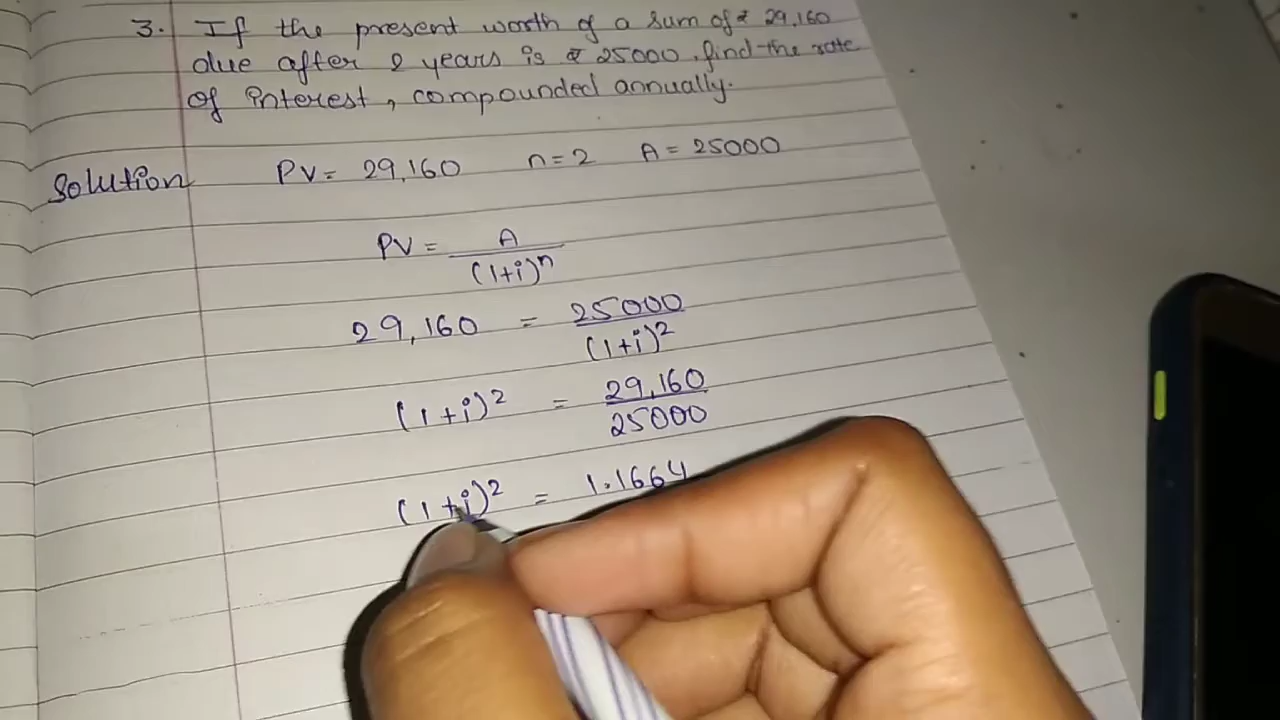 3. If the present worth of a sum of ₹ 29,160
due after 2 years is ₹ 25000, find the rate
of interest, compounded annually.
Solution PV = 29,160 n = 2 A = 25000
PV = A / (1+i)^n
29,160 = 25000 / (1+i)^2
(1+i)^2 = 29,160 / 25000
(1+i)^2 = 1.1664